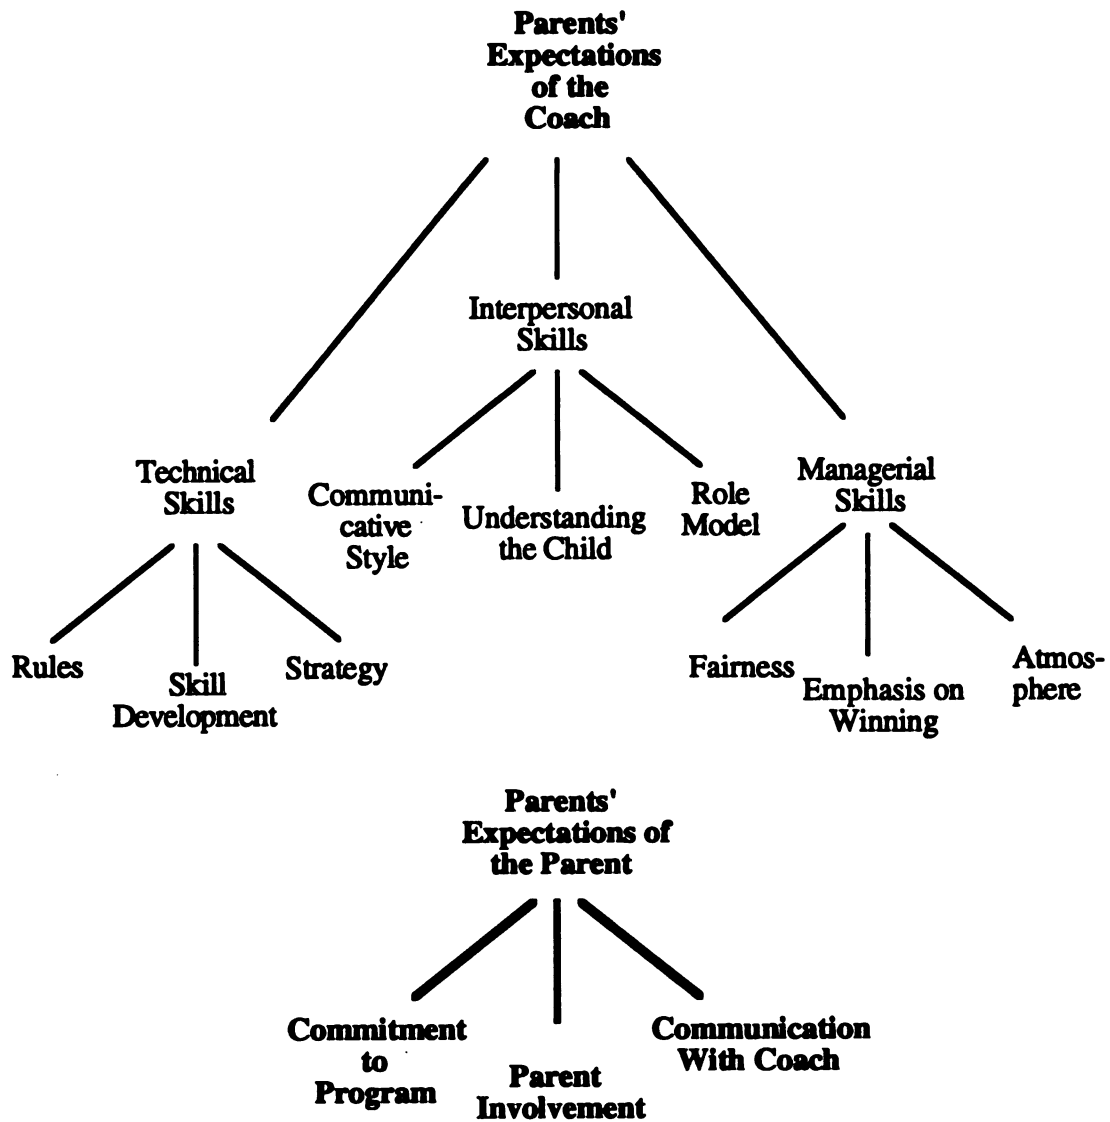 Parents'
Expectations
of the
Coach
Interpersonal
Skills
Technical
Skills
Managerial
Skills
Communi-
cative
Style
Understanding
the Child
Role
Model
Rules
Skill
Development
Strategy
Fairness
Emphasis on
Winning
Atmos-
phere
Parents'
Expectations of
the Parent
Commitment
to
Program
Parent
Involvement
Communication
With Coach